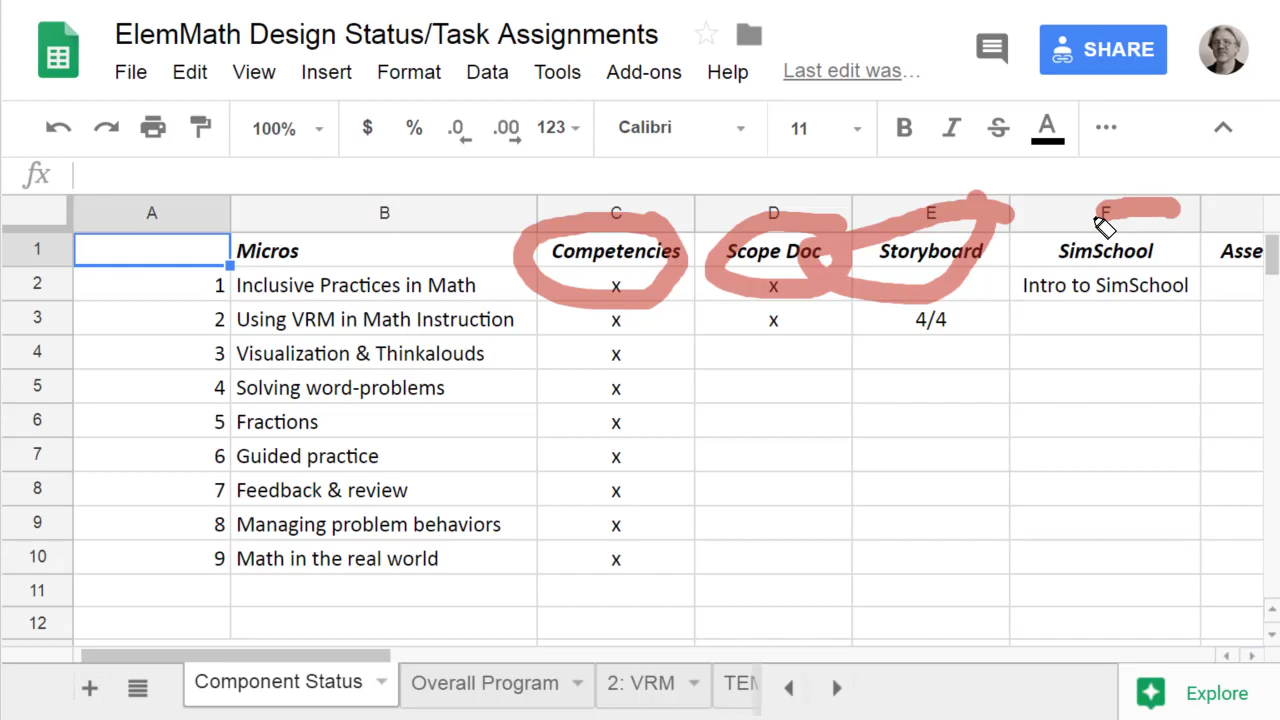 ElemMath Design Status/Task Assignments
File Edit View Insert Format Data Tools Add-ons Help Last edit was…
SHARE
100% $ % .0 .00 123 Calibri 11 B I S A
fx
A B C D E F
1 Micros Competencies Scope Doc Storyboard SimSchool Asse
2 1 Inclusive Practices in Math x x Intro to SimSchool
3 2 Using VRM in Math Instruction x x 4/4
4 3 Visualization & Thinkalouds x
5 4 Solving word-problems x
6 5 Fractions x
7 6 Guided practice x
8 7 Feedback & review x
9 8 Managing problem behaviors x
10 9 Math in the real world x
11
12
Component Status Overall Program 2: VRM TEM
Explore